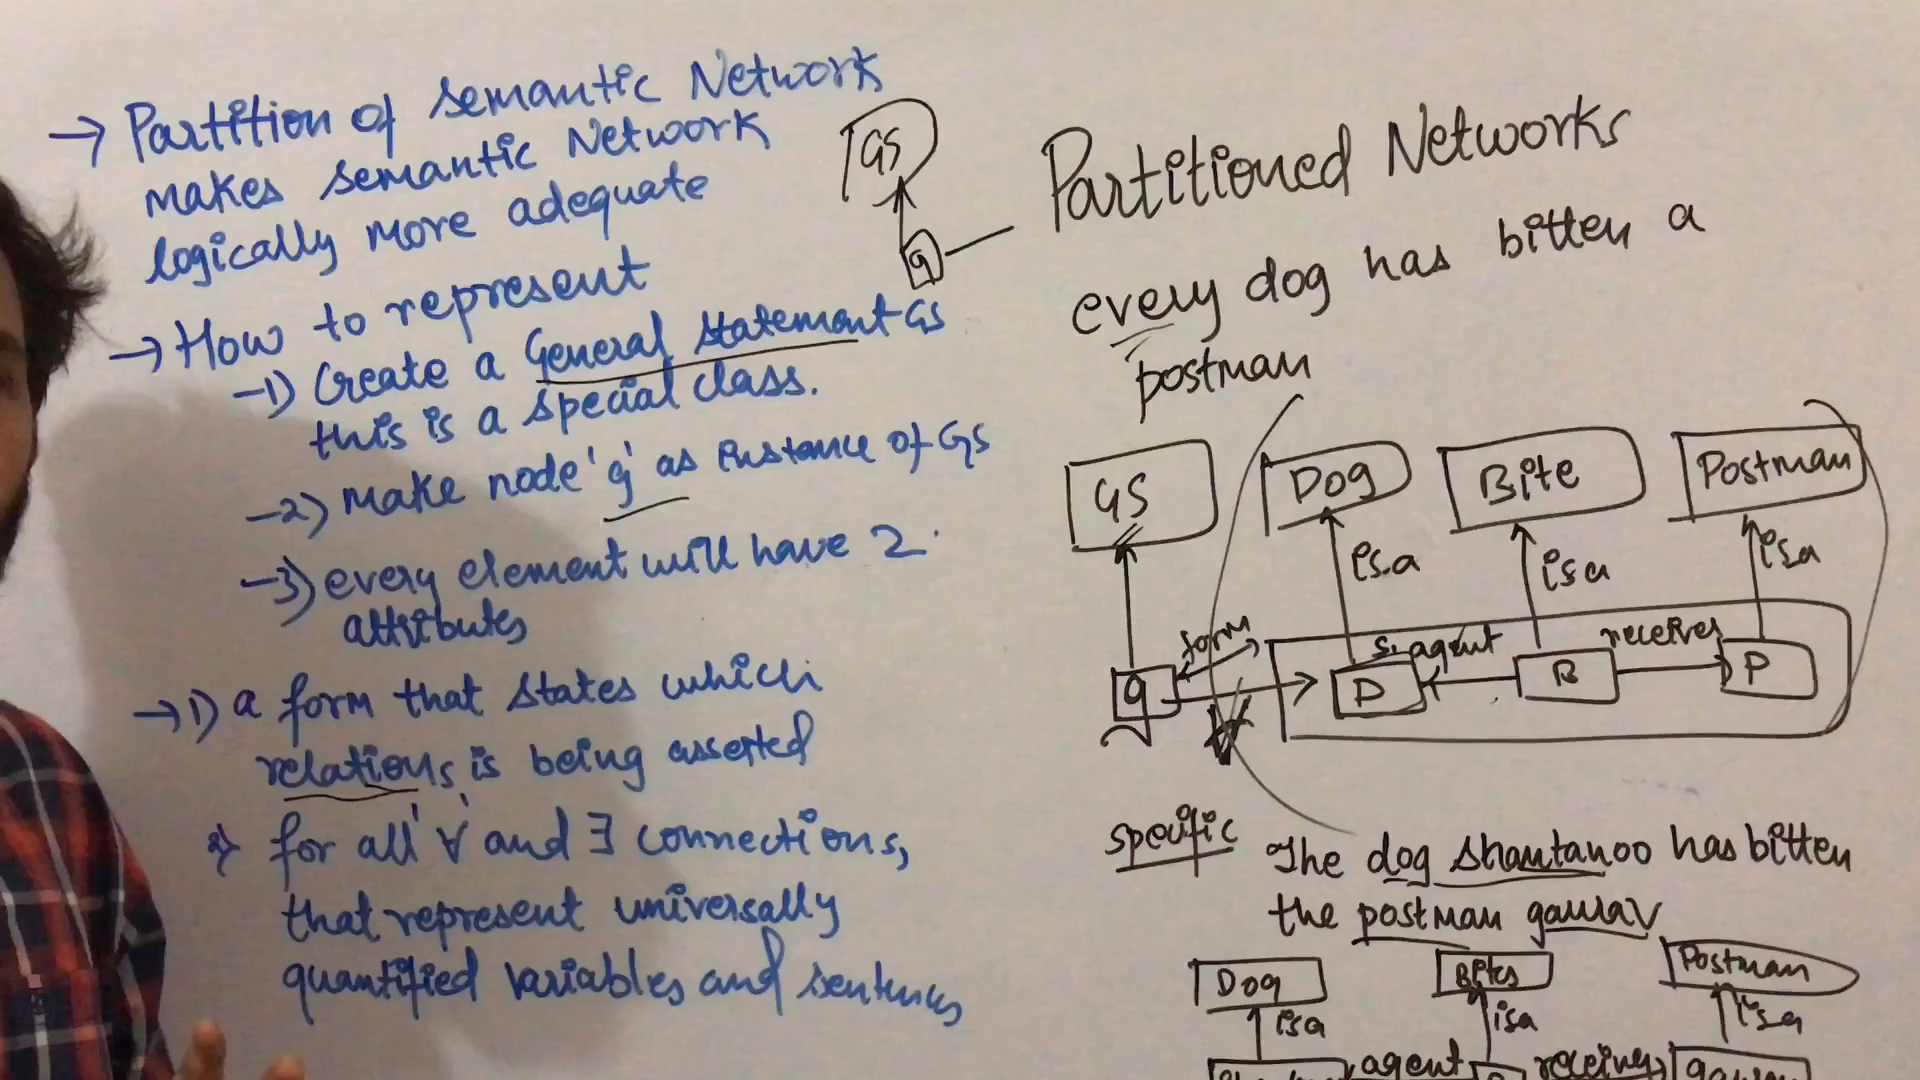 → Partition of semantic Network
makes semantic Network
logically more adequate
→ How to represent
-1) Create a General statement GS
this is a special class.
-2) make node 'g' as instance of GS
-3) every element will have 2
attributes
→ 1) a form that states which
relations is being asserted
2) for all '∀' and ∃ connections,
that represent universally
quantified variables and sentences
GS
g
Partitioned Networks
every dog has bitten a
postman
GS Dog Bite Postman
is.a isa isa
form s.agent receiver
g D B P
∀
specific The dog shantanoo has bitten
the postman gaurav
Dog Bites Postman
isa isa isa
agent receiver gaurav